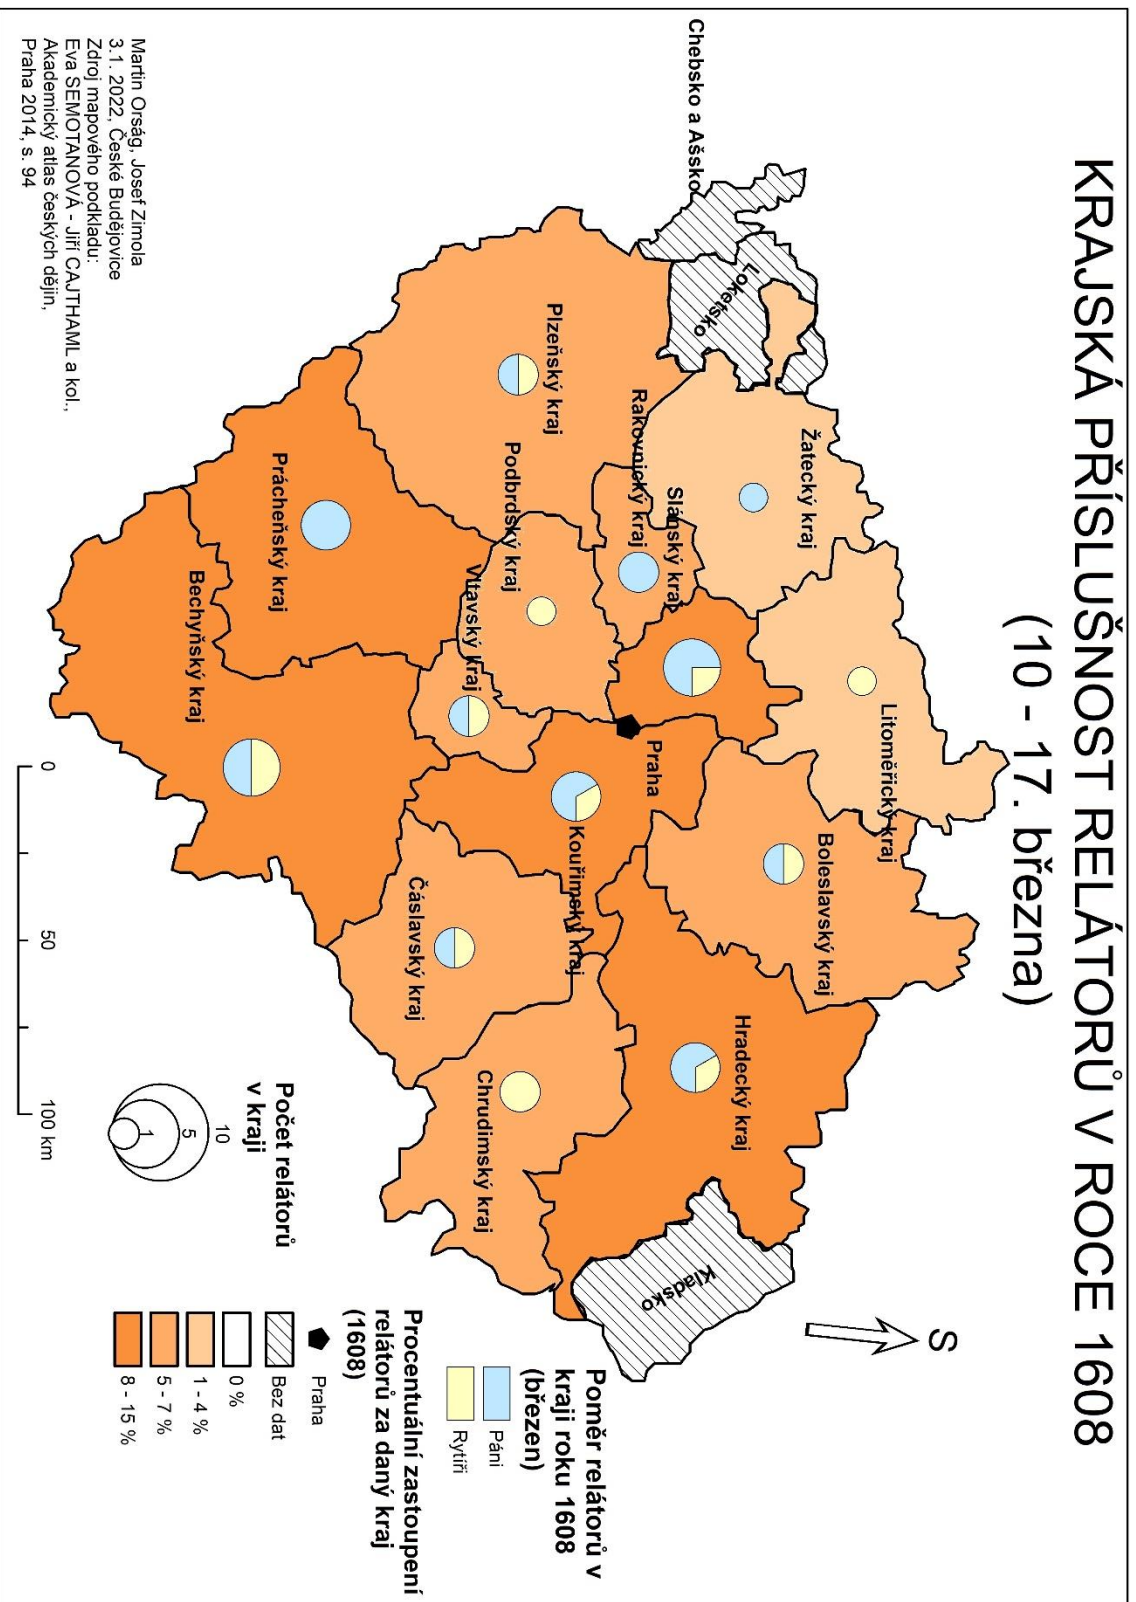 KRAJSKÁ PŘÍSLUŠNOST RELÁTORŮ V ROCE 1608
(10 - 17. března)
Chebsko a Ašsko
Loketsko
Žatecký kraj
Litoměřický kraj
Boleslavský kraj
Hradecký kraj
Kladsko
Slánský kraj
Rakovnický kraj
Praha
Plzeňský kraj
Podbrdský kraj
Kouřimský kraj
Vltavský kraj
Chrudimský kraj
Čáslavský kraj
Prácheňský kraj
Bechyňský kraj
S
Poměr relátorů v
kraji roku 1608
(březen)
Páni
Rytíři
Procentuální zastoupení
relátorů za daný kraj
(1608)
Praha
Bez dat
0 %
1 - 4 %
5 - 7 %
8 - 15 %
Počet relátorů
v kraji
10
5
1
0
50
100 km
Martin Orság, Josef Zimola
3.1. 2022, České Budějovice
Zdroj mapového podkladu:
Eva SEMOTANOVÁ - Jiří CAJTHAML a kol.,
Akademický atlas českých dějin,
Praha 2014, s. 94